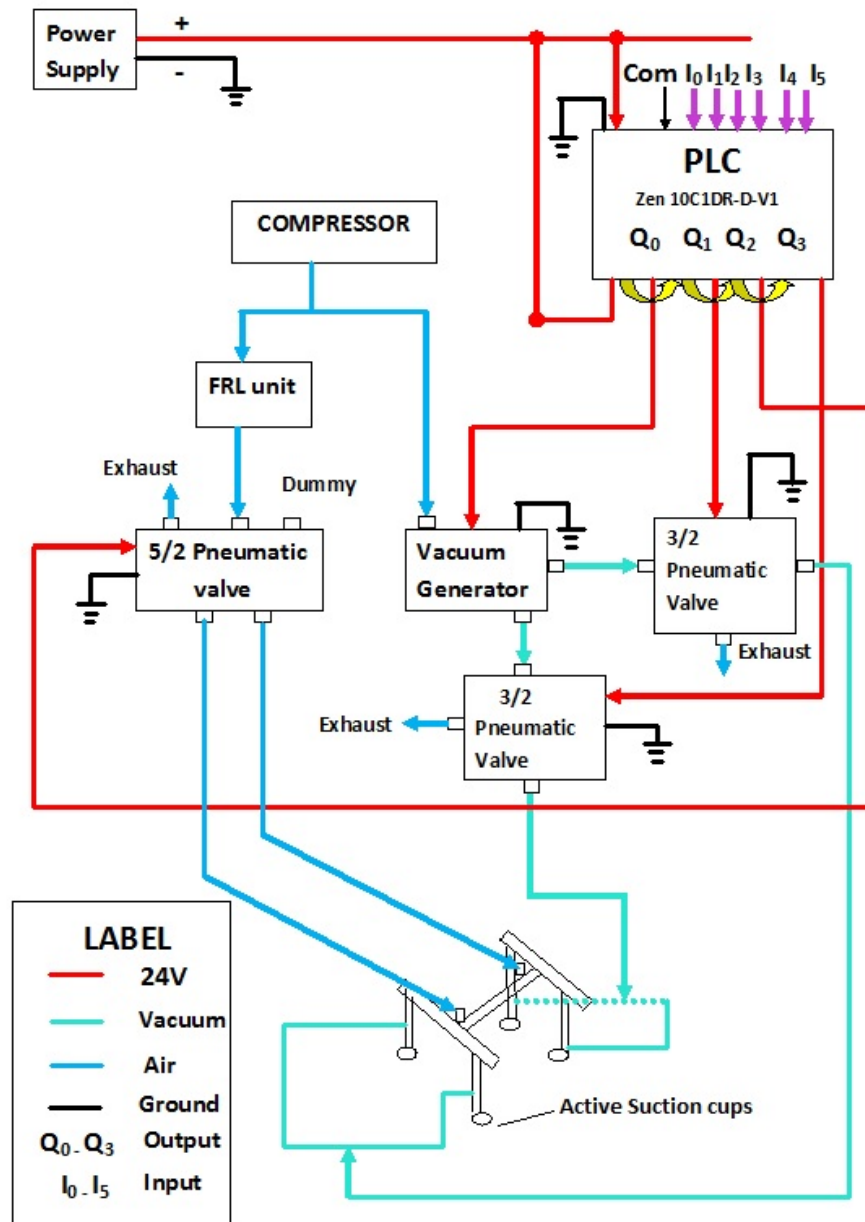 Power
Supply
+
-
Com I₀ I₁ I₂ I₃ I₄ I₅
PLC
Zen 10C1DR-D-V1
Q₀ Q₁ Q₂ Q₃
COMPRESSOR
FRL unit
Exhaust
Dummy
5/2 Pneumatic
valve
Vacuum
Generator
3/2
Pneumatic
Valve
Exhaust
3/2
Pneumatic
Valve
Exhaust
LABEL
24V
Vacuum
Air
Ground
Q₀ - Q₃ Output
I₀ - I₅ Input
Active Suction cups